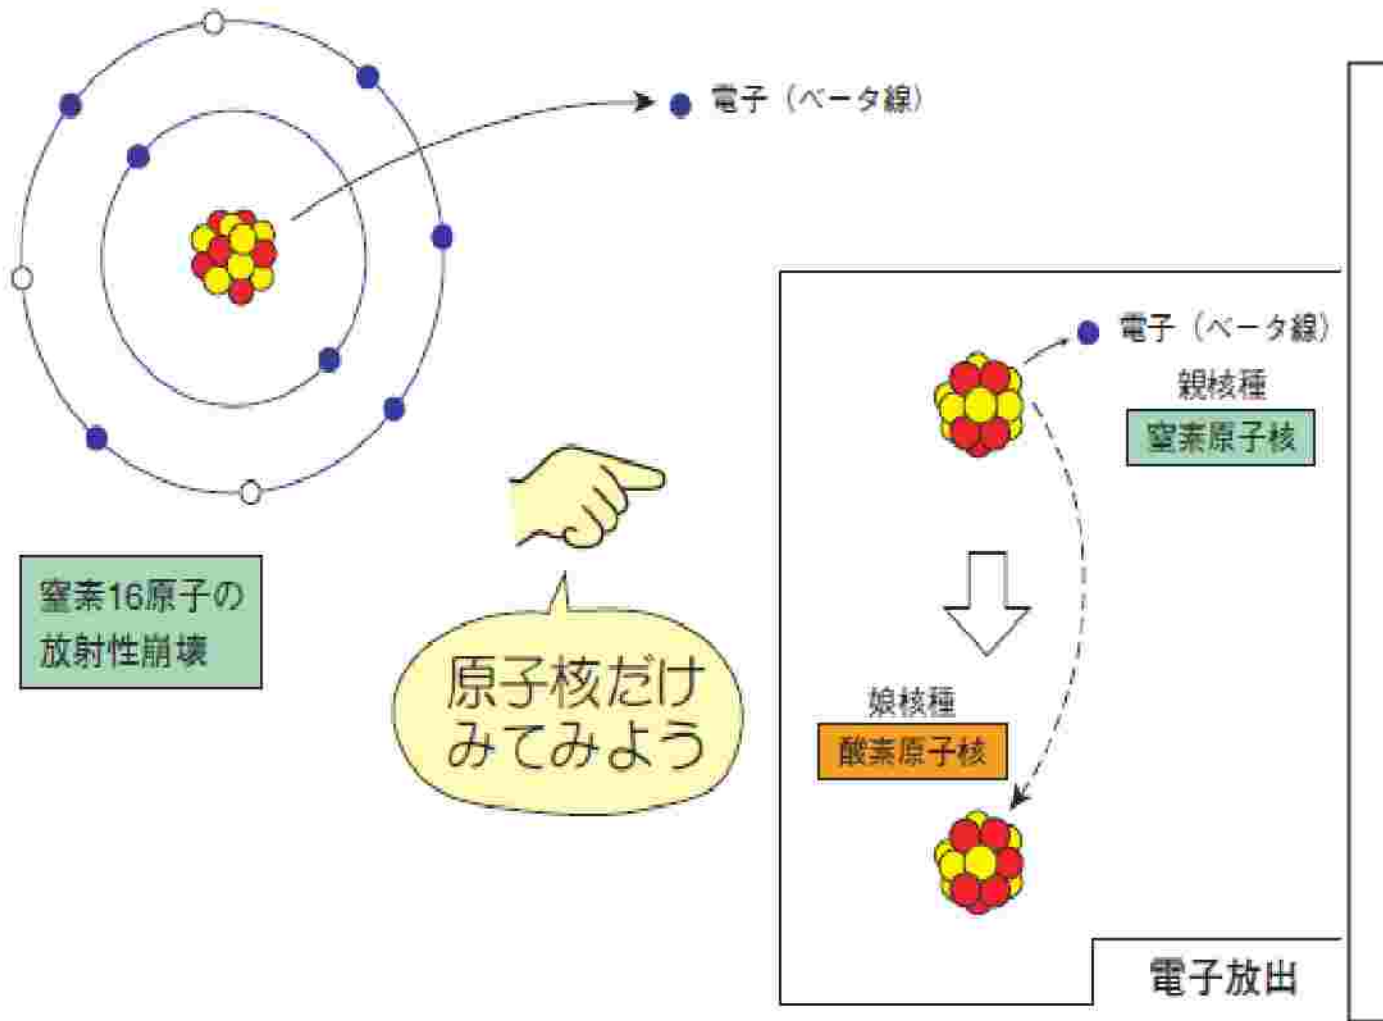 電子（ベータ線）
窒素16原子の
放射性崩壊
原子核だけ
みてみよう
電子（ベータ線）
親核種
窒素原子核
娘核種
酸素原子核
電子放出